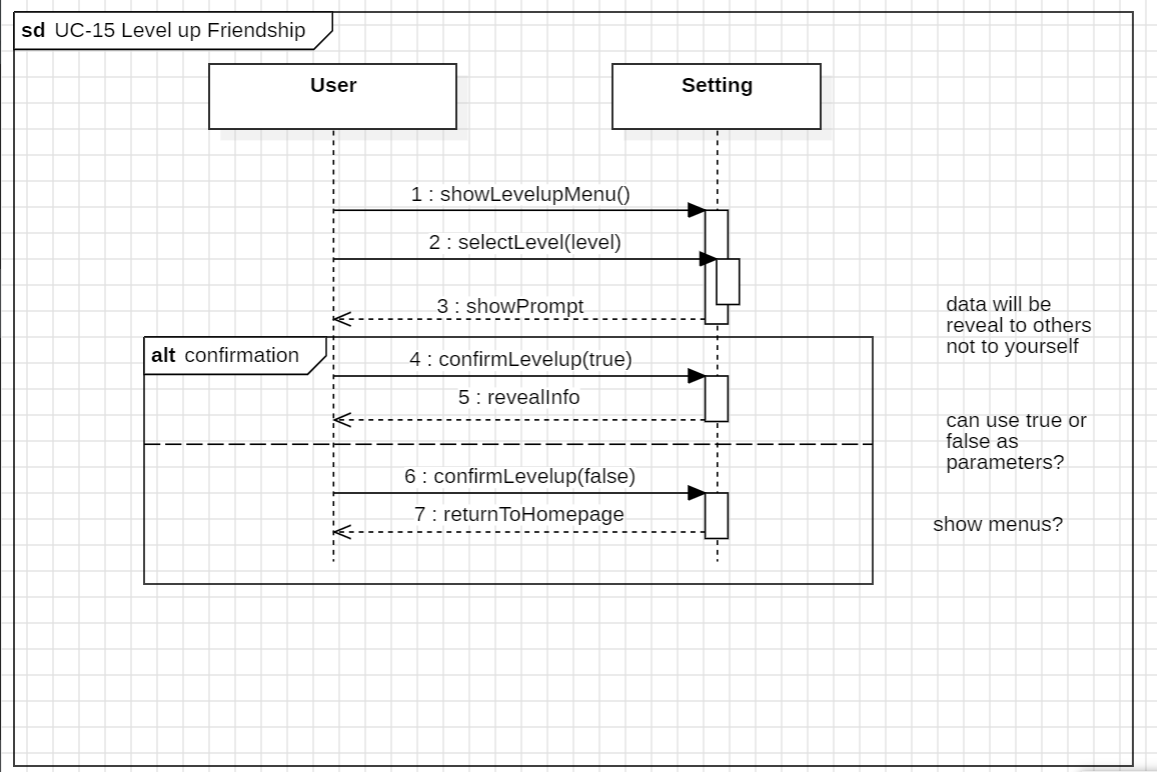 sd UC-15 Level up Friendship
User
Setting
1 : showLevelupMenu()
2 : selectLevel(level)
3 : showPrompt
data will be
reveal to others
not to yourself
alt confirmation
4 : confirmLevelup(true)
5 : revealInfo
can use true or
false as
parameters?
6 : confirmLevelup(false)
7 : returnToHomepage
show menus?